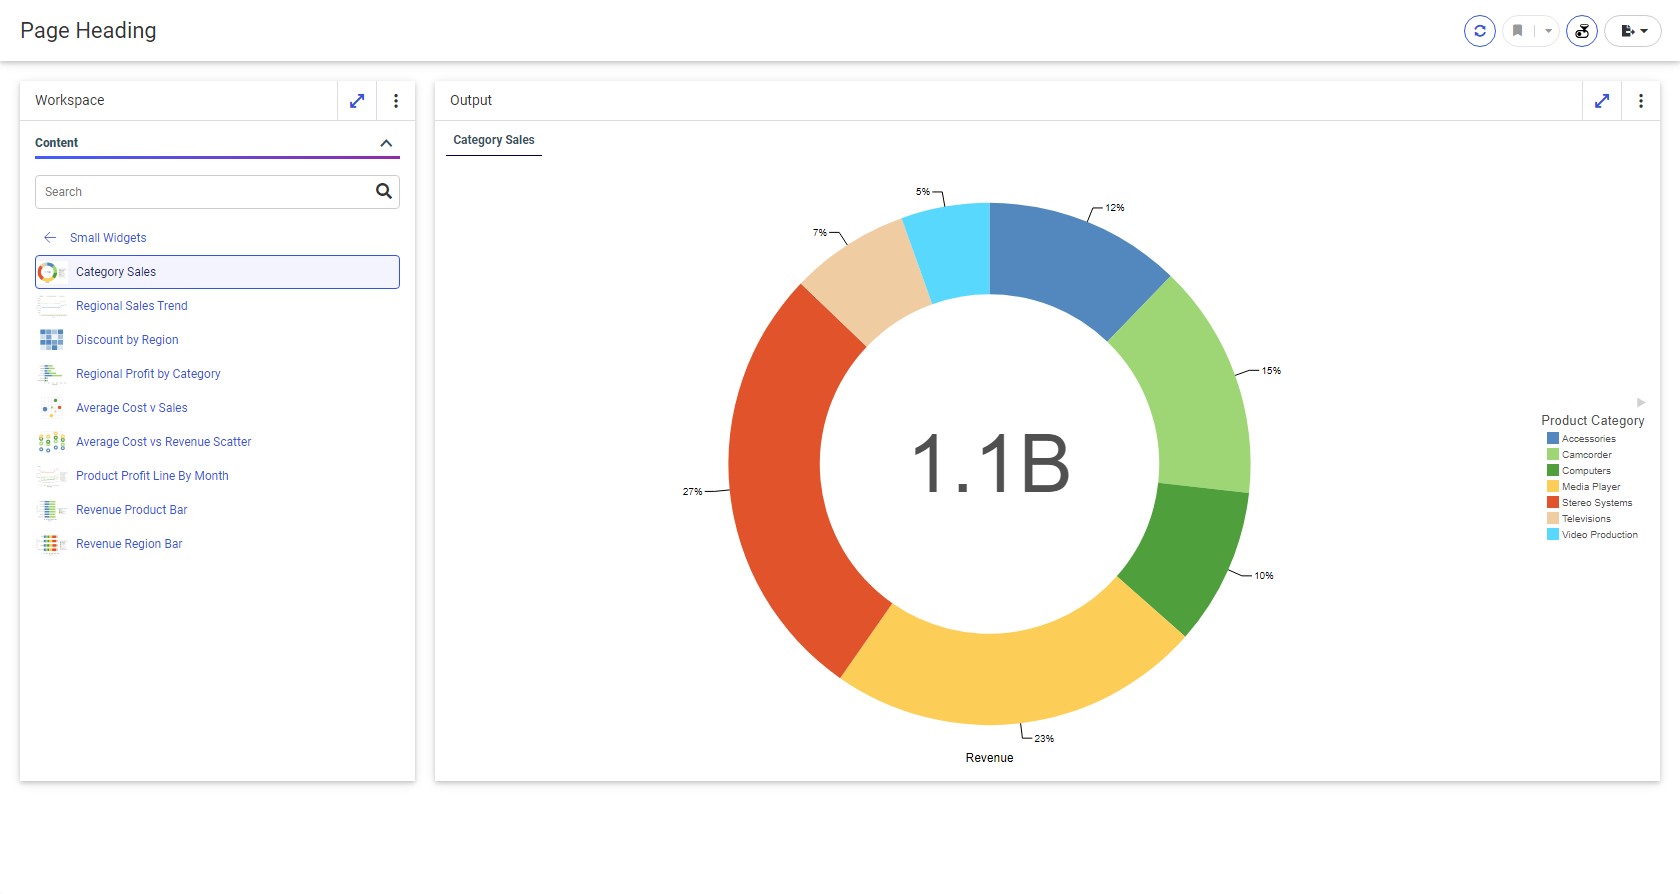 Page Heading
Workspace
Content
Search
Small Widgets
Category Sales
Regional Sales Trend
Discount by Region
Regional Profit by Category
Average Cost v Sales
Average Cost vs Revenue Scatter
Product Profit Line By Month
Revenue Product Bar
Revenue Region Bar
Output
Category Sales
5%
12%
7%
15%
27%
1.1B
10%
23%
Revenue
Product Category
Accessories
Camcorder
Computers
Media Player
Stereo Systems
Televisions
Video Production